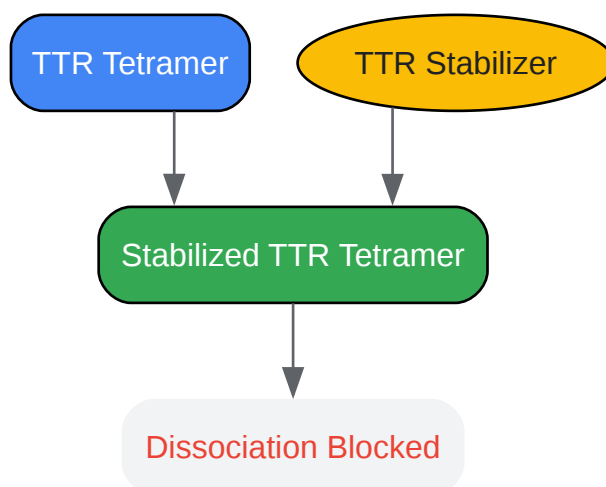 TTR Tetramer
TTR Stabilizer
Stabilized TTR Tetramer
Dissociation Blocked